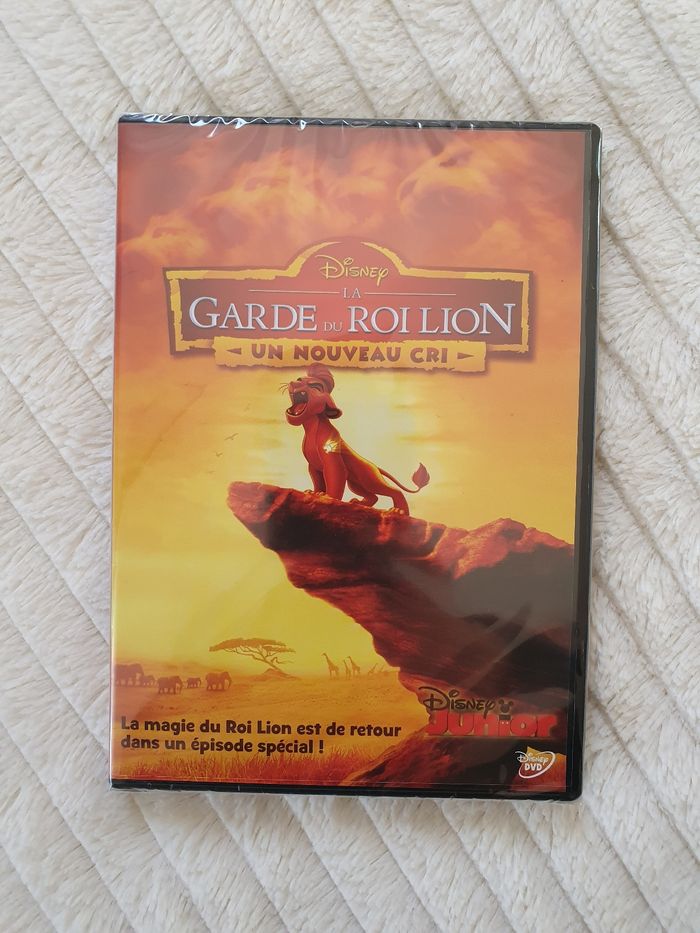 Disney
LA
GARDE DU ROI LION
UN NOUVEAU CRI
La magie du Roi Lion est de retour
dans un épisode spécial !
Disney
Junior
Disney
DVD